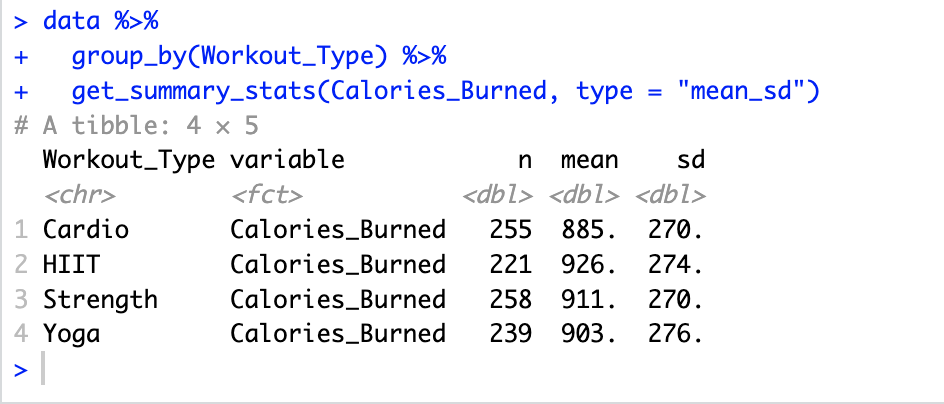 > data %>%
+   group_by(Workout_Type) %>%
+   get_summary_stats(Calories_Burned, type = "mean_sd")
# A tibble: 4 × 5
  Workout_Type variable            n  mean    sd
  <chr>        <fct>           <dbl> <dbl> <dbl>
1 Cardio       Calories_Burned   255  885.  270.
2 HIIT         Calories_Burned   221  926.  274.
3 Strength     Calories_Burned   258  911.  270.
4 Yoga         Calories_Burned   239  903.  276.
>